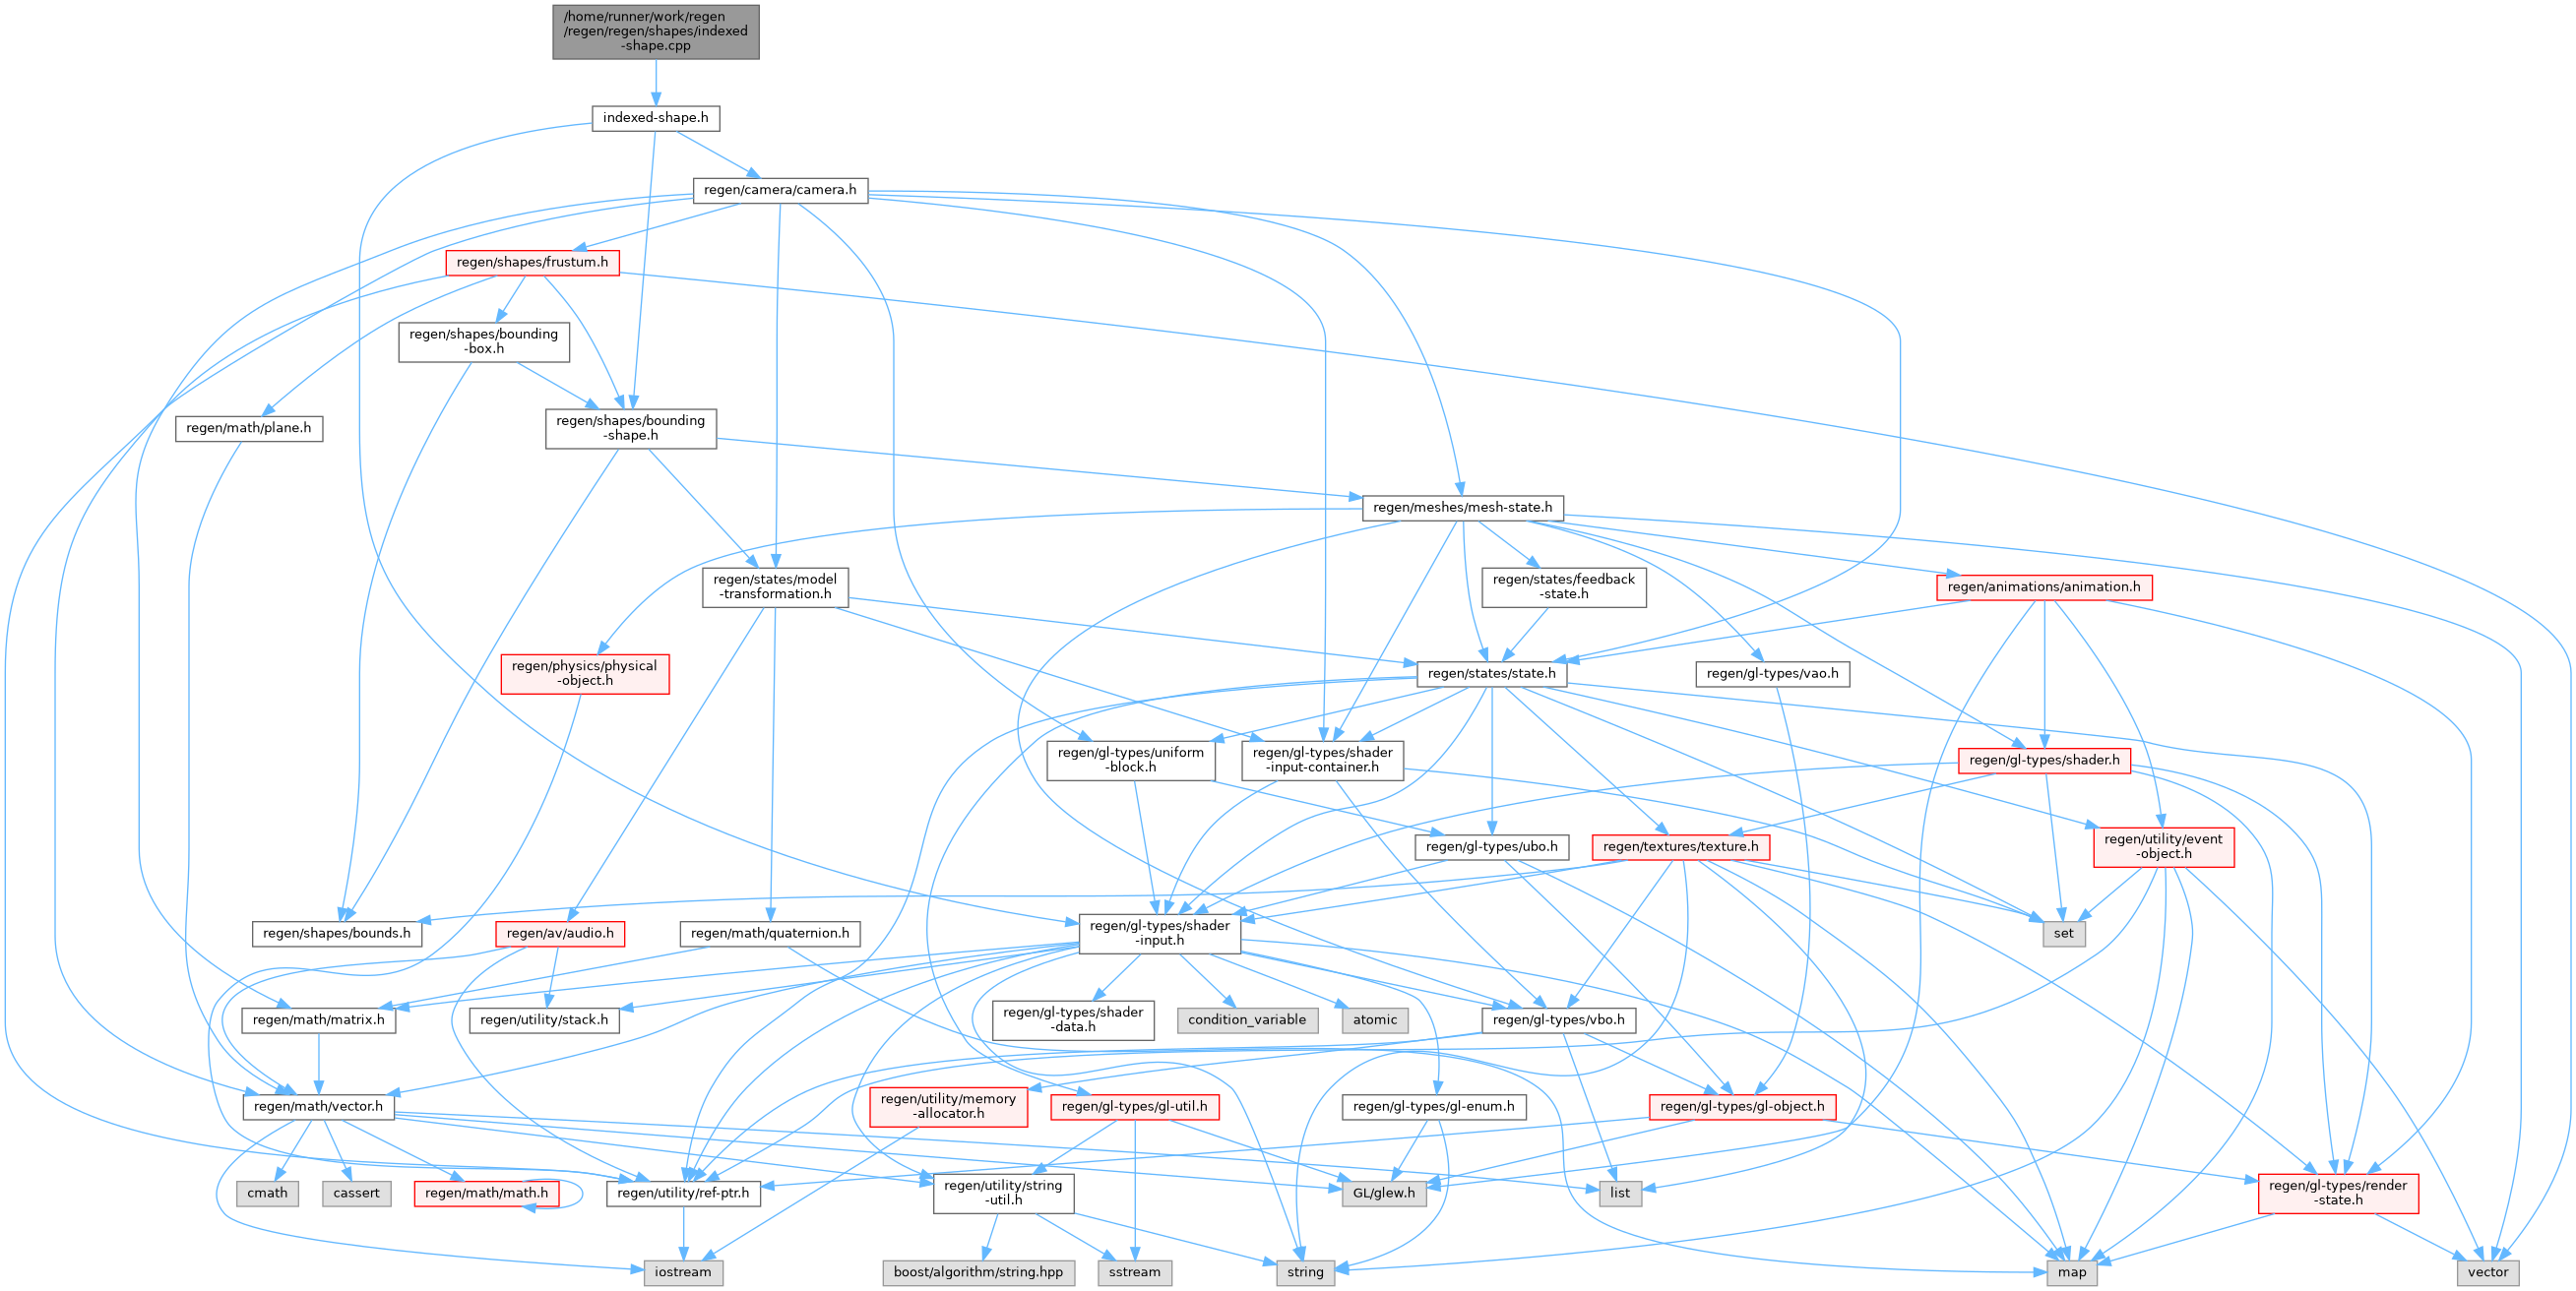 /home/runner/work/regen
/regen/regen/shapes/indexed
-shape.cpp
indexed-shape.h
regen/camera/camera.h
regen/shapes/frustum.h
regen/shapes/bounding
-box.h
regen/math/plane.h
regen/shapes/bounding
-shape.h
regen/meshes/mesh-state.h
regen/states/model
-transformation.h
regen/states/feedback
-state.h
regen/animations/animation.h
regen/physics/physical
-object.h
regen/states/state.h
regen/gl-types/vao.h
regen/gl-types/uniform
-block.h
regen/gl-types/shader
-input-container.h
regen/gl-types/shader.h
regen/gl-types/ubo.h
regen/textures/texture.h
regen/utility/event
-object.h
regen/shapes/bounds.h
regen/av/audio.h
regen/math/quaternion.h
regen/gl-types/shader
-input.h
set
regen/math/matrix.h
regen/utility/stack.h
regen/gl-types/shader
-data.h
condition_variable
atomic
regen/gl-types/vbo.h
regen/math/vector.h
regen/utility/memory
-allocator.h
regen/gl-types/gl-util.h
regen/gl-types/gl-enum.h
regen/gl-types/gl-object.h
cmath
cassert
regen/math/math.h
regen/utility/ref-ptr.h
regen/utility/string
-util.h
GL/glew.h
list
regen/gl-types/render
-state.h
iostream
boost/algorithm/string.hpp
sstream
string
map
vector